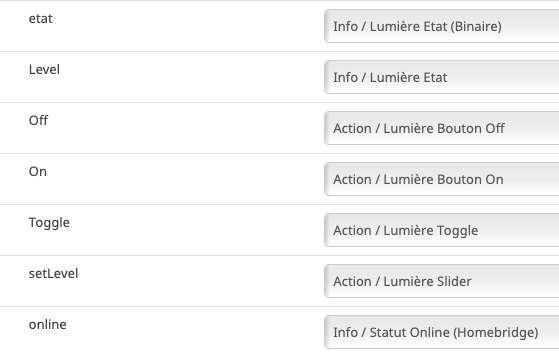 etat
Info / Lumière Etat (Binaire)
Level
Info / Lumière Etat
Off
Action / Lumière Bouton Off
On
Action / Lumière Bouton On
Toggle
Action / Lumière Toggle
setLevel
Action / Lumière Slider
online
Info / Statut Online (Homebridge)